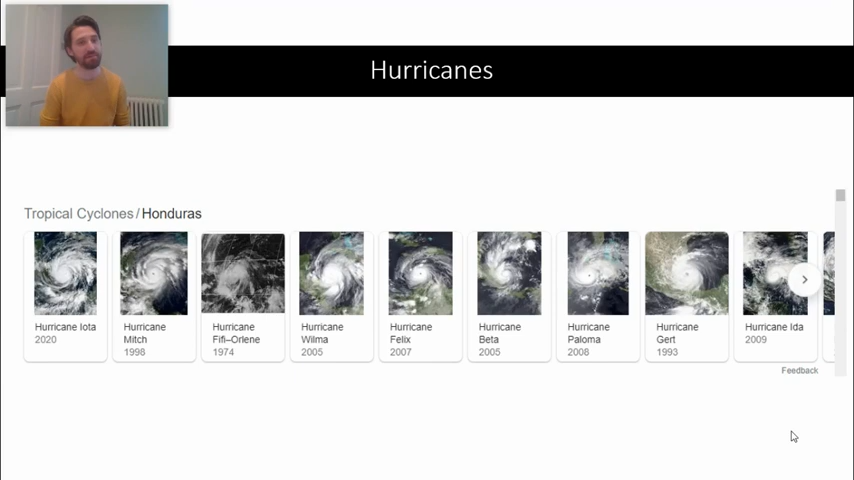 Hurricanes
Tropical Cyclones/Honduras
Hurricane Iota
2020
Hurricane
Mitch
1998
Hurricane
Fifi–Orlene
1974
Hurricane
Wilma
2005
Hurricane
Felix
2007
Hurricane
Beta
2005
Hurricane
Paloma
2008
Hurricane
Gert
1993
Hurricane Ida
2009
Feedback